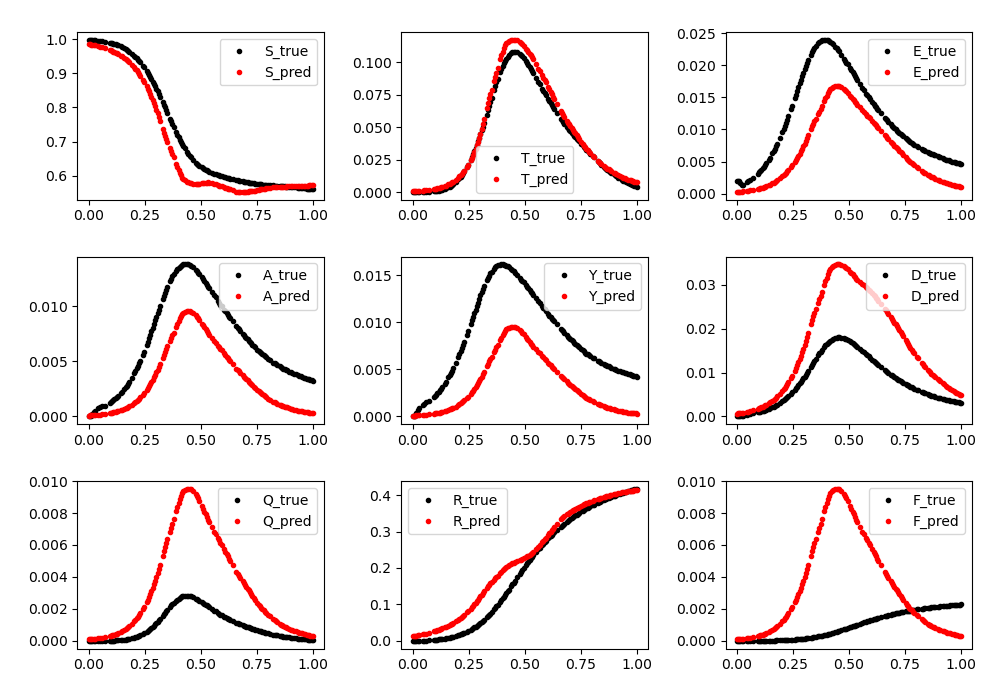 1.0
0.9
0.8
0.7
0.6
S_true
S_pred
0.00 0.25 0.50 0.75 1.00
0.100
0.075
0.050
0.025
0.000
T_true
T_pred
0.00 0.25 0.50 0.75 1.00
0.025
0.020
0.015
0.010
0.005
0.000
E_true
E_pred
0.00 0.25 0.50 0.75 1.00
0.010
0.005
0.000
A_true
A_pred
0.00 0.25 0.50 0.75 1.00
0.015
0.010
0.005
0.000
Y_true
Y_pred
0.00 0.25 0.50 0.75 1.00
0.03
0.02
0.01
0.00
D_true
D_pred
0.00 0.25 0.50 0.75 1.00
0.010
0.008
0.006
0.004
0.002
0.000
Q_true
Q_pred
0.00 0.25 0.50 0.75 1.00
0.4
0.3
0.2
0.1
0.0
R_true
R_pred
0.00 0.25 0.50 0.75 1.00
0.010
0.008
0.006
0.004
0.002
0.000
F_true
F_pred
0.00 0.25 0.50 0.75 1.00